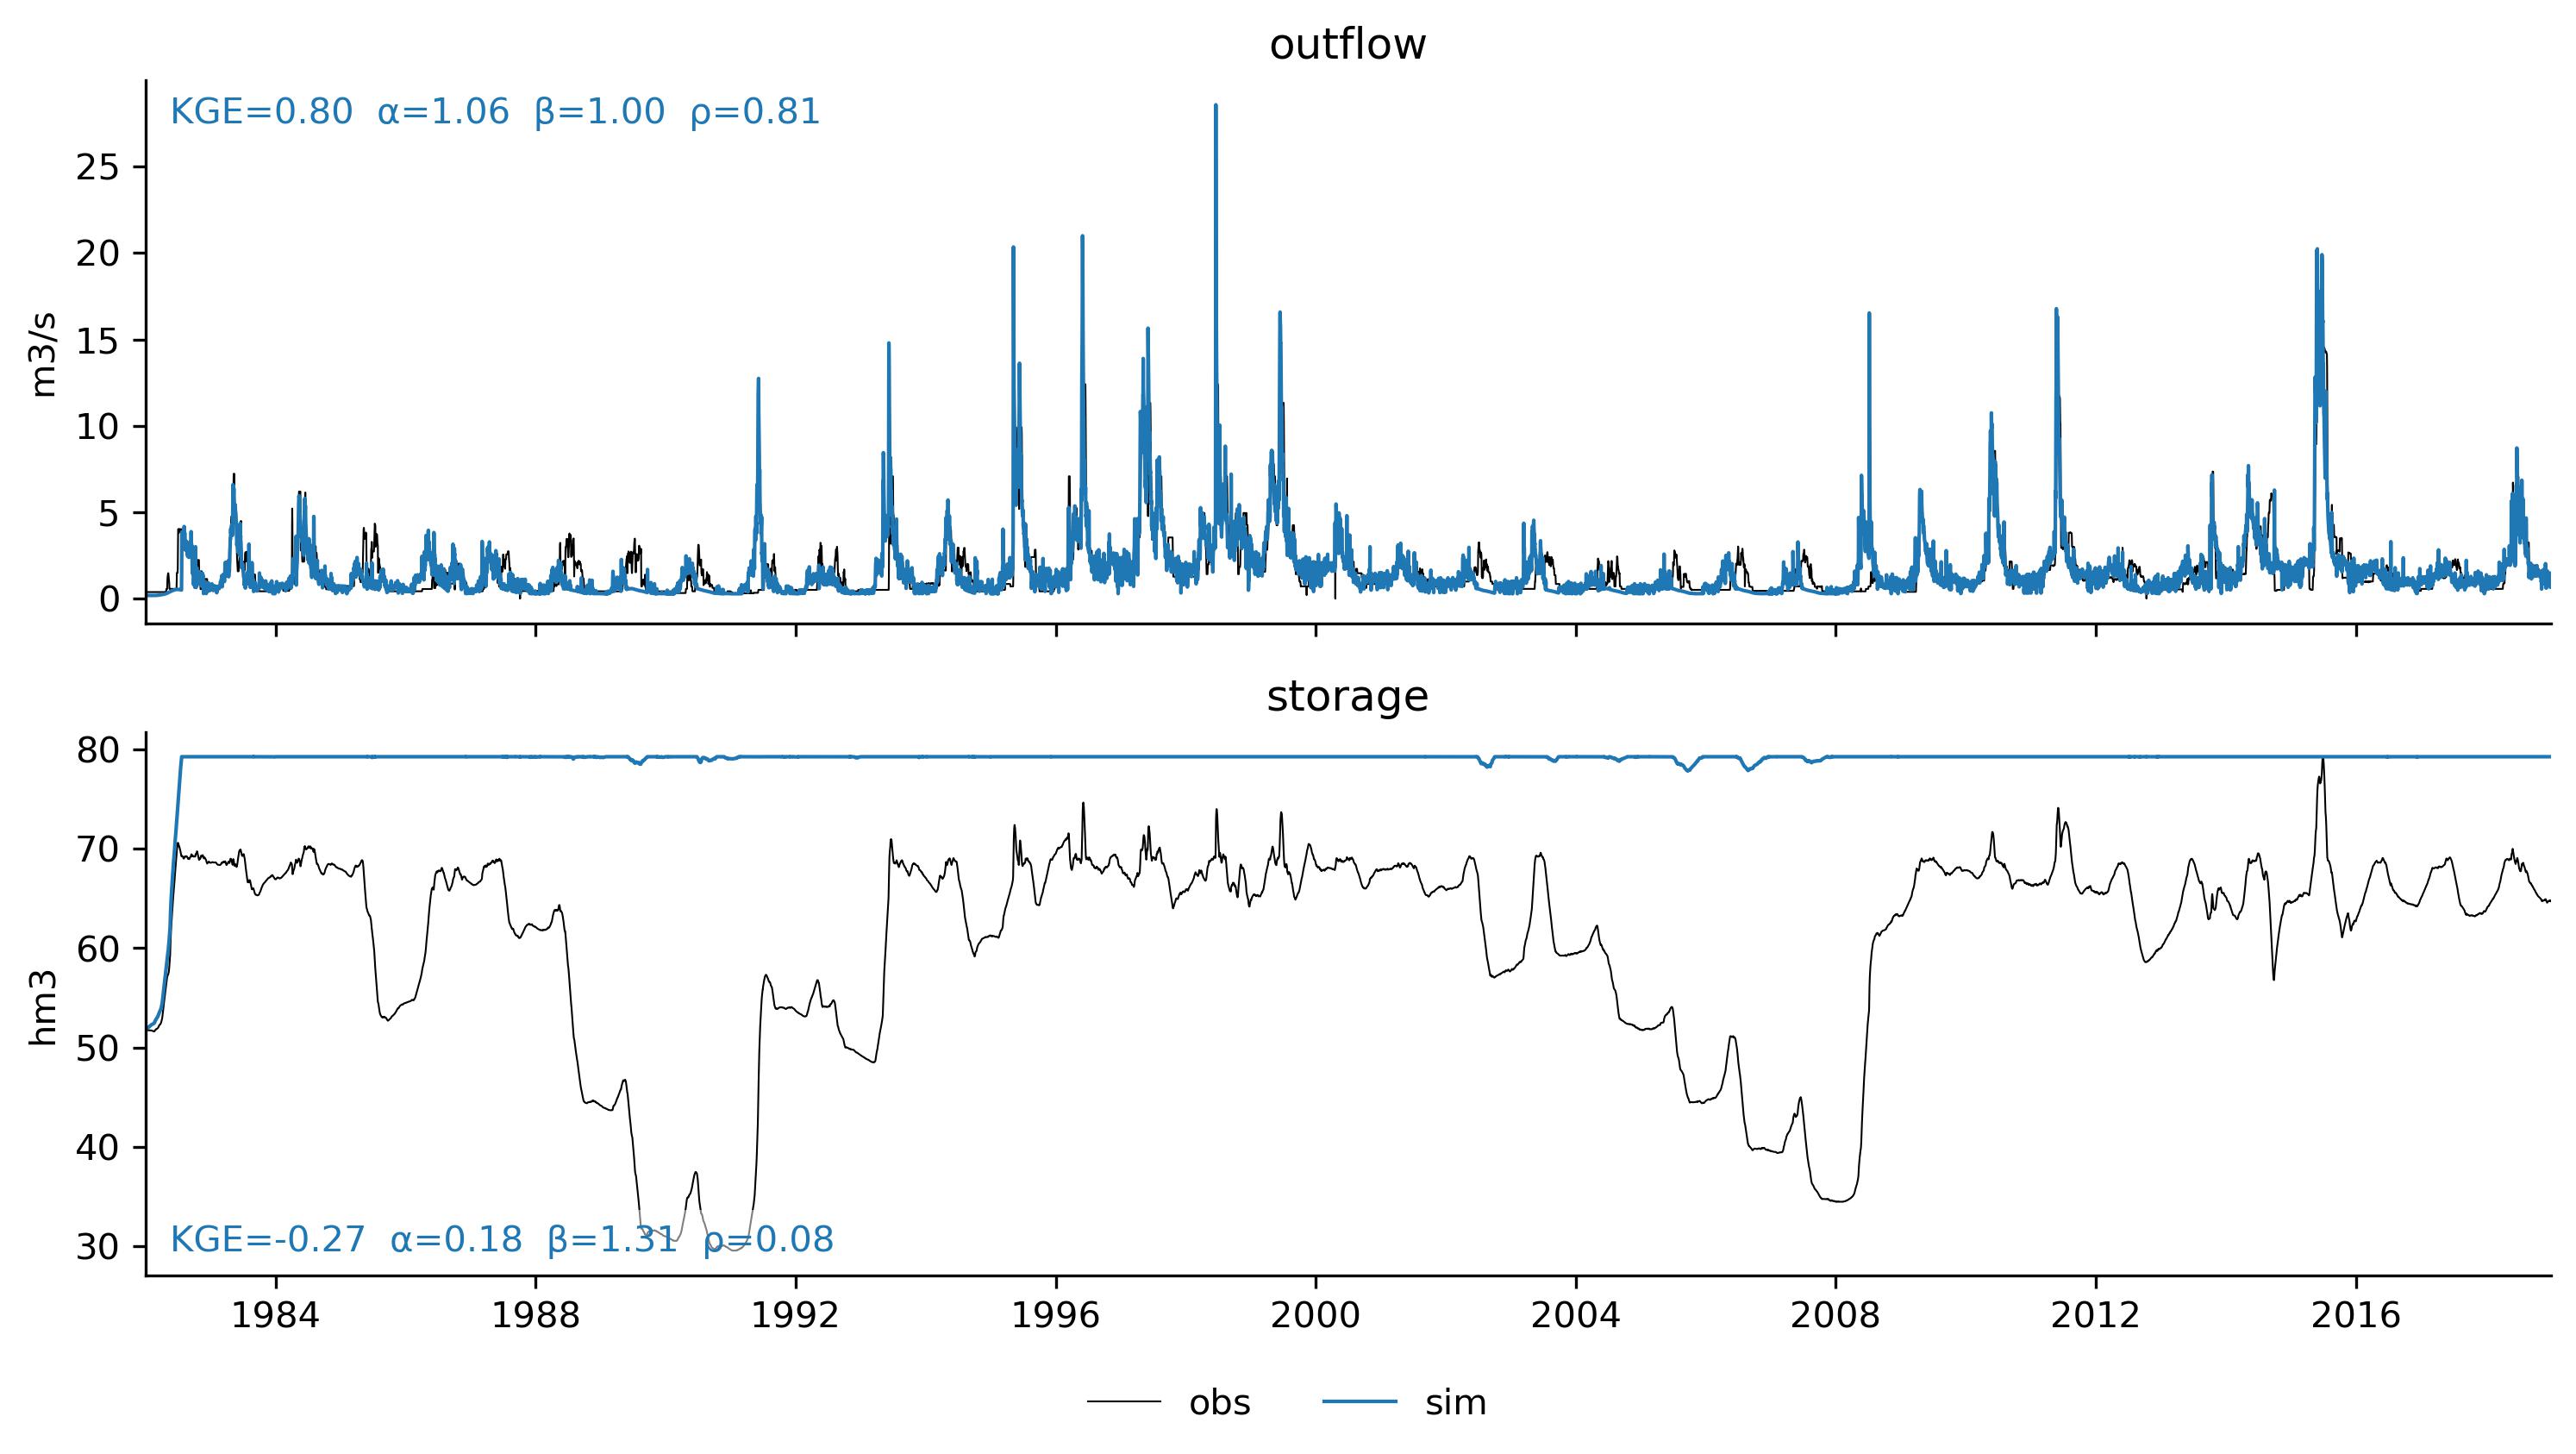 outflow
KGE=0.80 α=1.06 β=1.00 ρ=0.81
25
20
15
10
5
0
m3/s
storage
80
70
60
50
40
30
hm3
KGE=-0.27 α=0.18 β=1.31 ρ=0.08
1984 1988 1992 1996 2000 2004 2008 2012 2016
obs sim